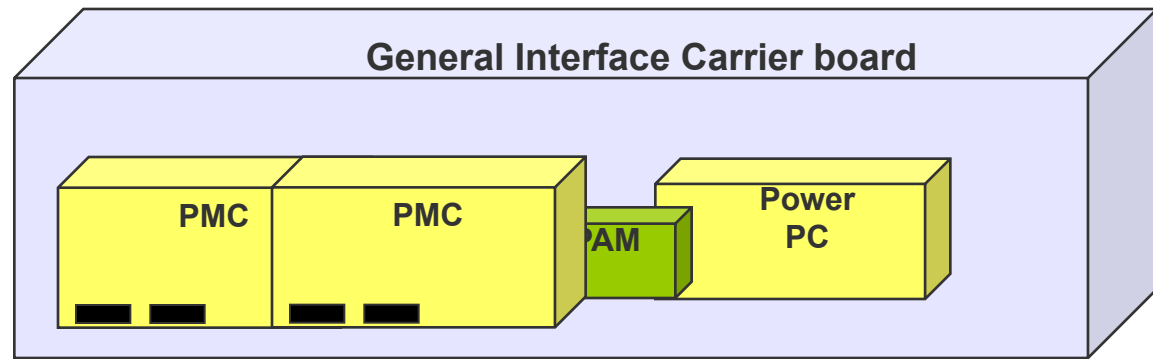 General Interface Carrier board
PMC
PMC
PAM
Power
PC